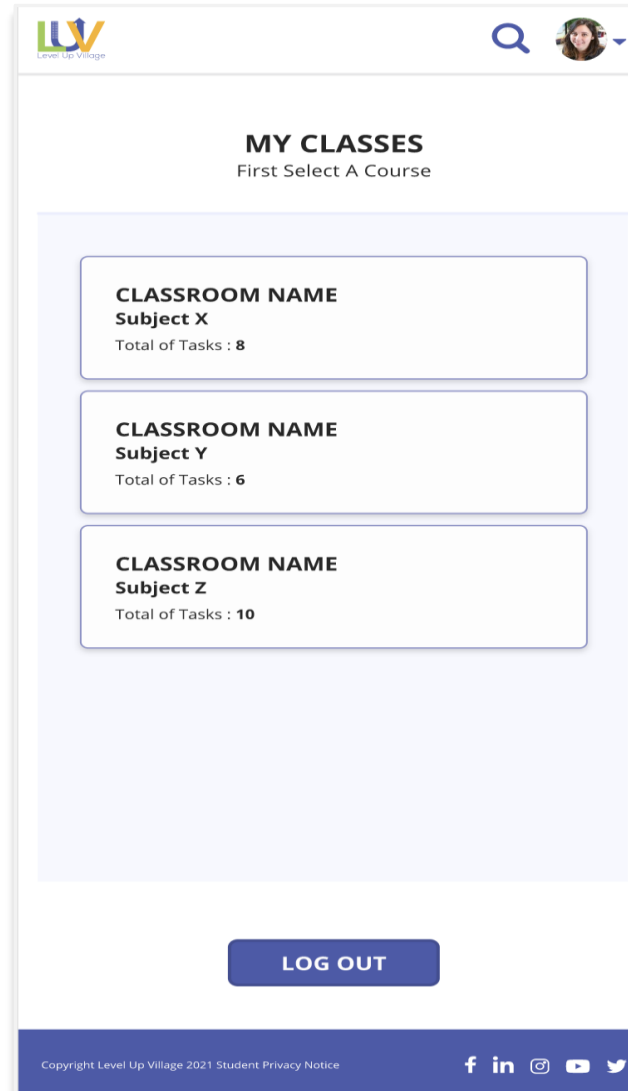 LUV
Level Up Village
MY CLASSES
First Select A Course
CLASSROOM NAME
Subject X
Total of Tasks : 8
CLASSROOM NAME
Subject Y
Total of Tasks : 6
CLASSROOM NAME
Subject Z
Total of Tasks : 10
LOG OUT
Copyright Level Up Village 2021 Student Privacy Notice